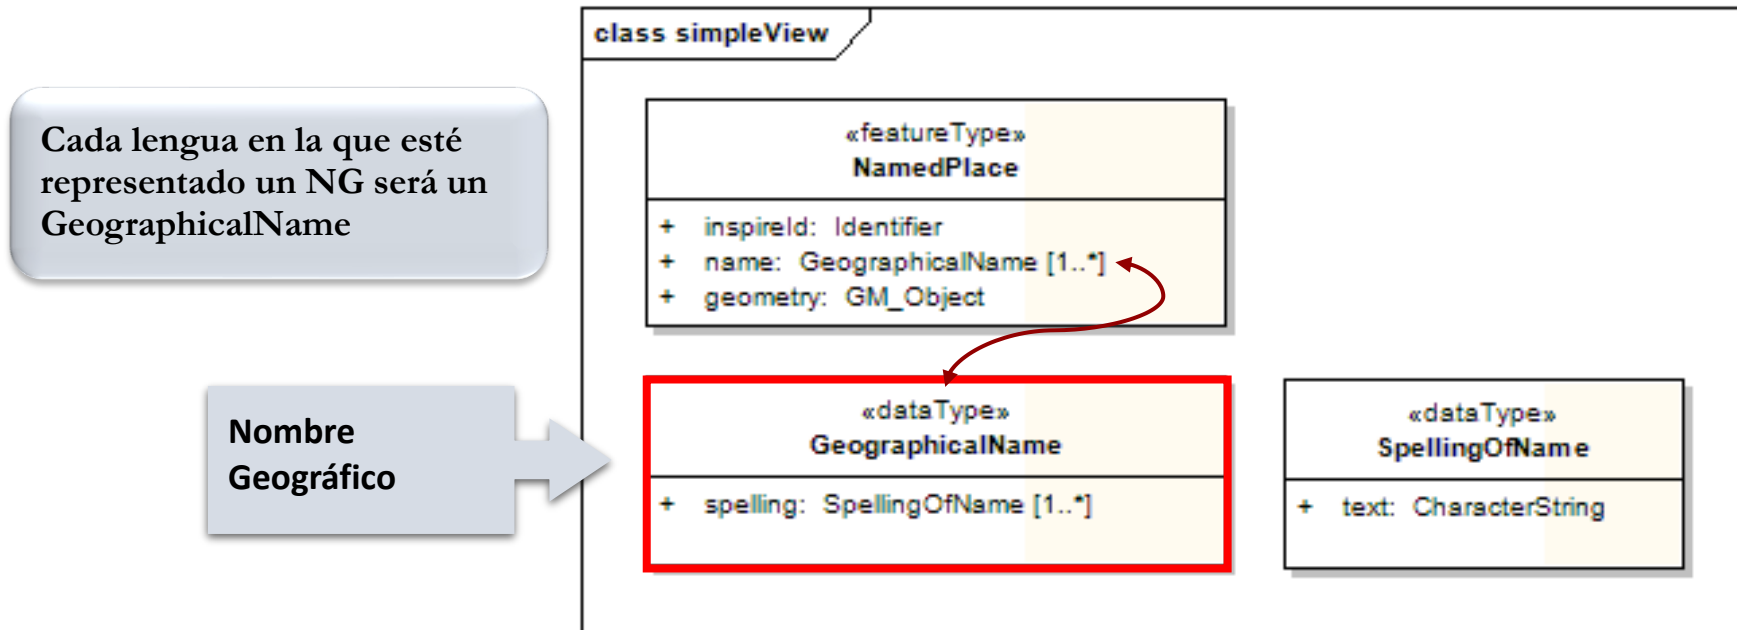 class simpleView
Cada lengua en la que esté
representado un NG será un
GeographicalName
«featureType»
NamedPlace
+ inspireId: Identifier
+ name: GeographicalName [1..*]
+ geometry: GM_Object
Nombre
Geográfico
«dataType»
GeographicalName
+ spelling: SpellingOfName [1..*]
«dataType»
SpellingOfName
+ text: CharacterString